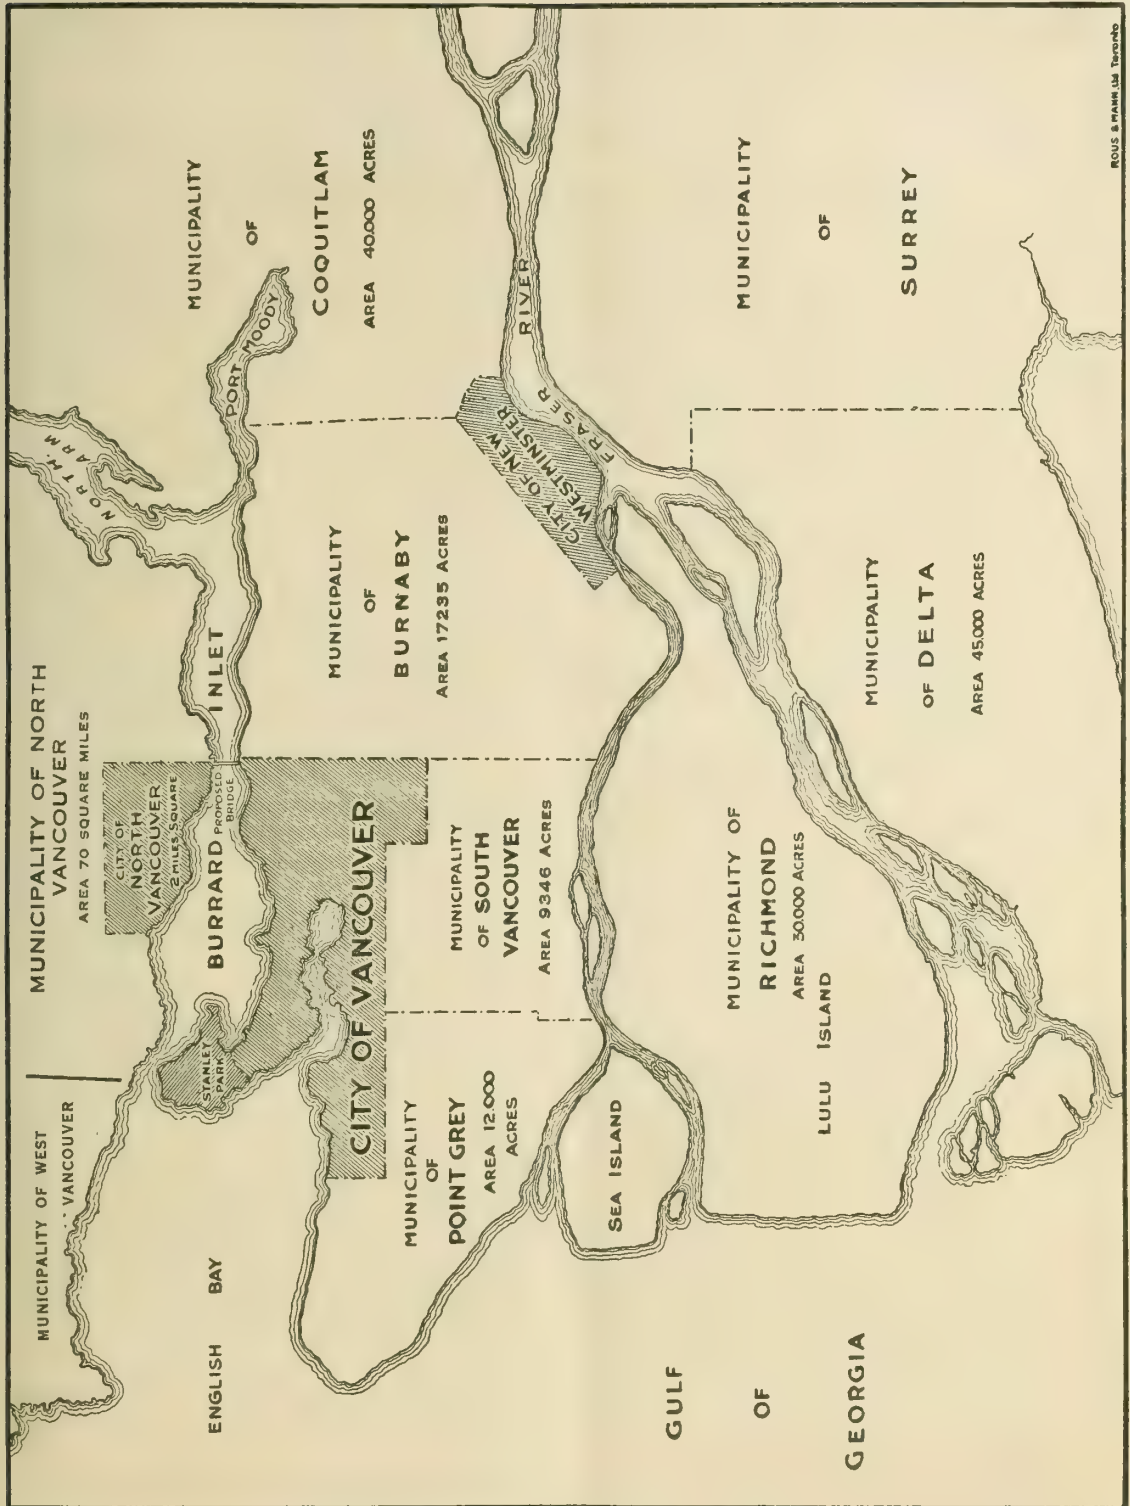 MUNICIPALITY OF WEST
VANCOUVER
MUNICIPALITY OF NORTH
VANCOUVER
AREA 70 SQUARE MILES
CITY OF
NORTH
VANCOUVER
2 MILES SQUARE
NORTH
ARM
ENGLISH BAY
STANLEY
PARK
BURRARD INLET
PROPOSED
BRIDGE
PORT MOODY
MUNICIPALITY
OF
COQUITLAM
AREA 40.000 ACRES
CITY OF VANCOUVER
MUNICIPALITY
OF
BURNABY
AREA 17235 ACRES
MUNICIPALITY
OF
POINT GREY
AREA 12.000
ACRES
MUNICIPALITY
OF SOUTH
VANCOUVER
AREA 9346 ACRES
CITY OF NEW
WESTMINSTER
FRASER RIVER
SEA ISLAND
GULF
OF
GEORGIA
MUNICIPALITY OF
RICHMOND
AREA 30.000 ACRES
LULU ISLAND
MUNICIPALITY
OF DELTA
AREA 45.000 ACRES
MUNICIPALITY
OF
SURREY
ROUS & MANN, Ltd Toronto